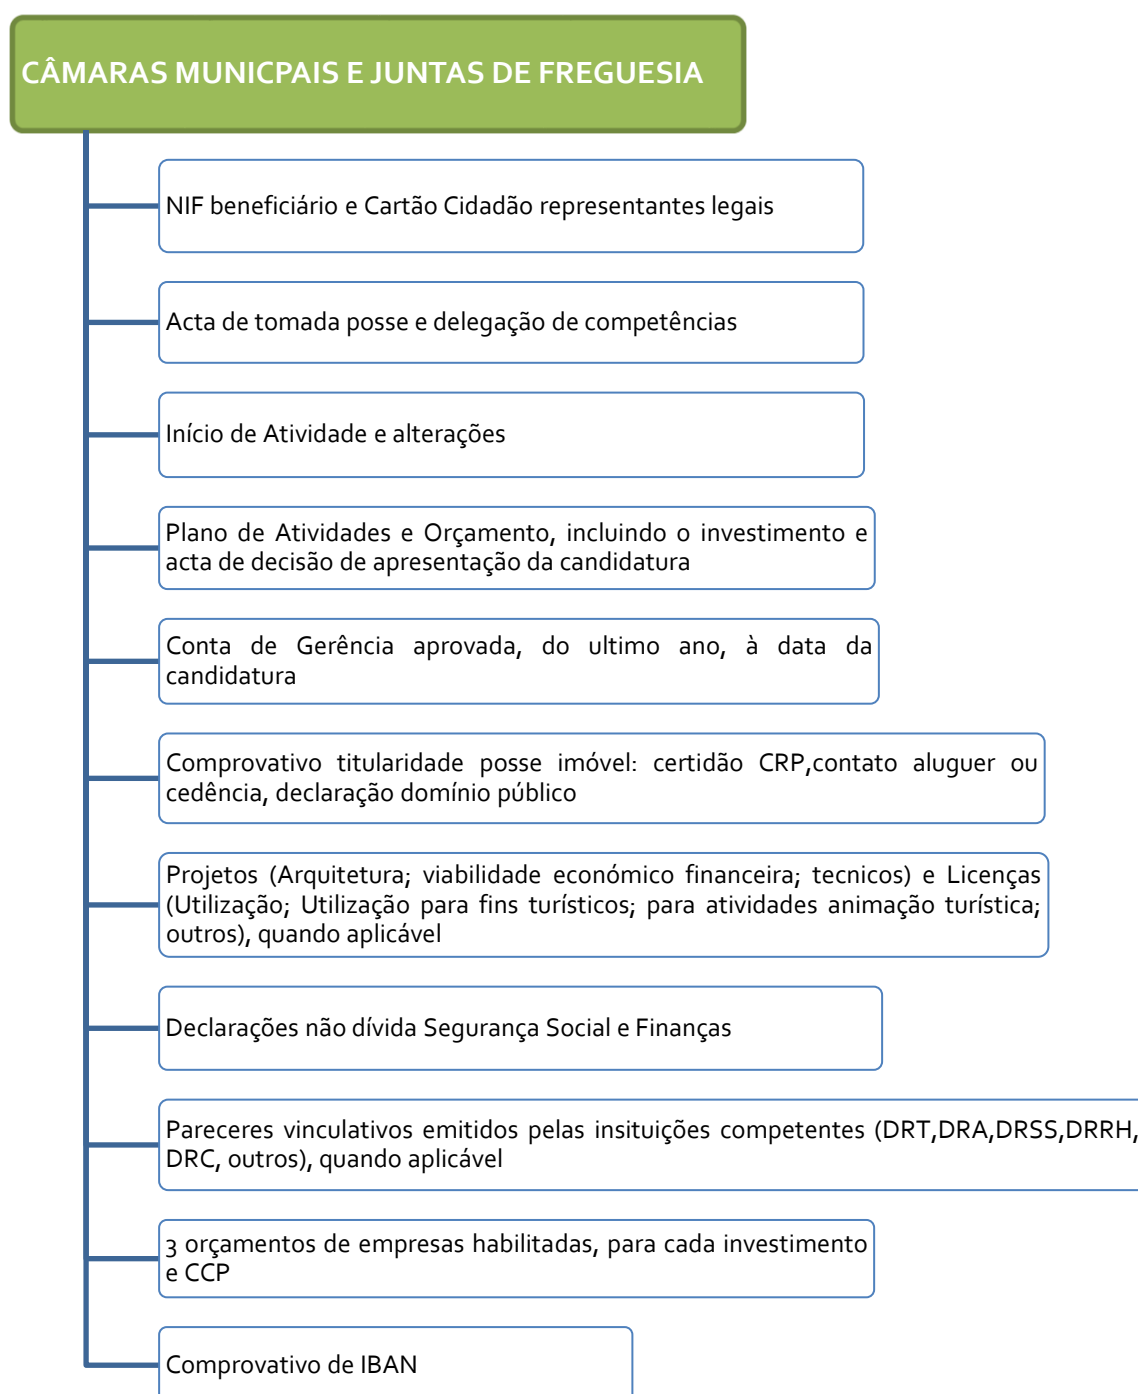 CÂMARAS MUNICPAIS E JUNTAS DE FREGUESIA
NIF beneficiário e Cartão Cidadão representantes legais
Acta de tomada posse e delegação de competências
Início de Atividade e alterações
Plano de Atividades e Orçamento, incluindo o investimento e
acta de decisão de apresentação da candidatura
Conta de Gerência aprovada, do ultimo ano, à data da
candidatura
Comprovativo titularidade posse imóvel: certidão CRP,contato aluguer ou
cedência, declaração domínio público
Projetos (Arquitetura; viabilidade económico financeira; tecnicos) e Licenças
(Utilização; Utilização para fins turísticos; para atividades animação turística;
outros), quando aplicável
Declarações não dívida Segurança Social e Finanças
Pareceres vinculativos emitidos pelas insituições competentes (DRT,DRA,DRSS,DRRH,
DRC, outros), quando aplicável
3 orçamentos de empresas habilitadas, para cada investimento
e CCP
Comprovativo de IBAN